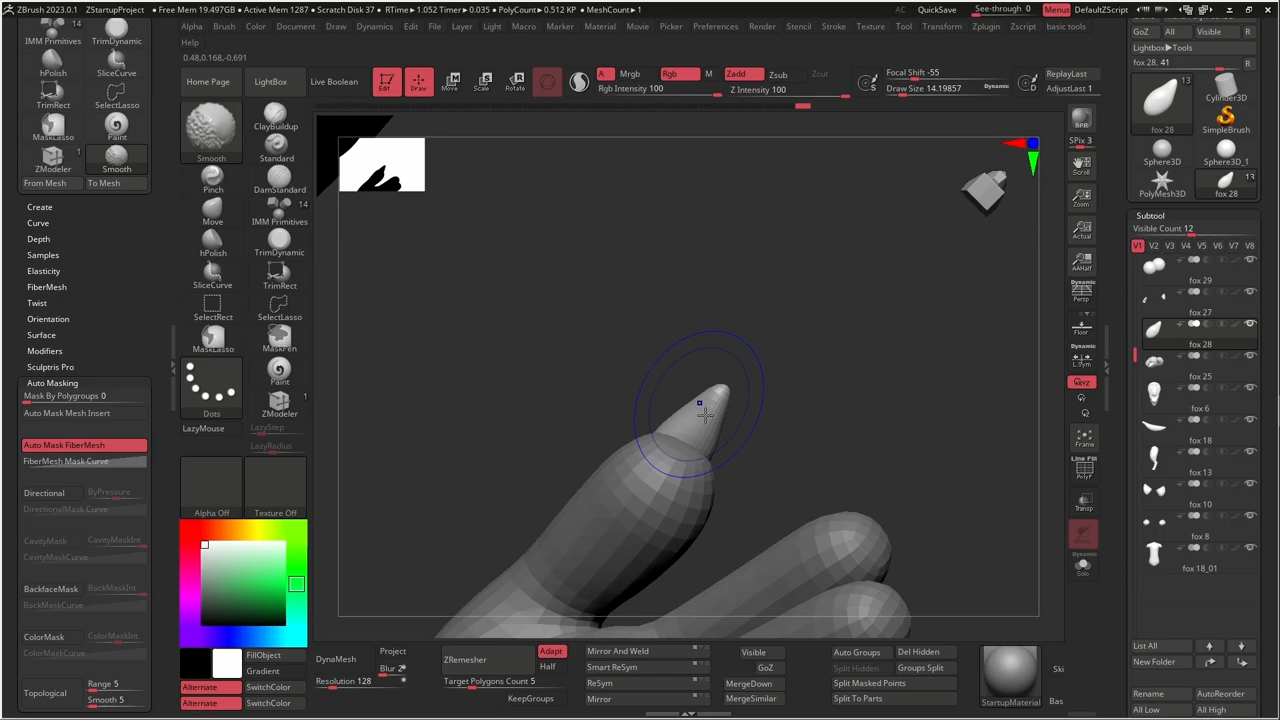 ZBrush 2023.0.1 ZStartupProject • Free Mem 19.497GB • Active Mem 1287 • Scratch Disk 37 • RTime►1.052 Timer►0.035 • PolyCount►0.512 KP • MeshCount►1
AC QuickSave See-through 0 Menus DefaultZScript
Alpha Brush Color Document Draw Dynamics Edit File Layer Light Macro Marker Material Movie Picker Preferences Render Stencil Stroke Texture Tool Transform Zplugin Zscript basic tools
Help
0.48,0.168,-0.691
IMM Primitives TrimDynamic
hPolish SliceCurve
TrimRect SelectLasso
MaskLasso Paint
1
ZModeler Smooth
From Mesh To Mesh
Create
Curve
Depth
Samples
Elasticity
FiberMesh
Twist
Orientation
Surface
Modifiers
Sculptris Pro
Auto Masking
Mask By Polygroups 0
Auto Mask Mesh Insert
Auto Mask FiberMesh
FiberMesh Mask Curve
Directional ByPressure
DirectionalMask Curve
CavityMask CavityMaskInt
CavityMaskCurve
BackfaceMask BackMaskInt
BackMaskCurve
ColorMask ColorMaskInt
ColorMaskCurve
Topological
Range 5
Smooth 5
Home Page LightBox Live Boolean
Edit Draw Move Scale Rotate
A Mrgb Rgb M Zadd Zsub Zcut
Rgb Intensity 100 Z Intensity 100
S Focal Shift -55
Draw Size 14.19857 Dynamic
D ReplayLast
AdjustLast 1
Smooth
ClayBuildup
Standard
Pinch DamStandard
Move 14 IMM Primitives
hPolish TrimDynamic
SliceCurve TrimRect
SelectRect SelectLasso
MaskLasso MaskPen
Dots Paint
1
ZModeler
LazyMouse LazyStep
LazyRadius
Alpha Off Texture Off
FillObject
Gradient
Alternate SwitchColor
Alternate SwitchColor
BPR
SPix 3
Scroll
Zoom
Actual
AAHalf
Dynamic
Persp
Floor
Dynamic
L.Sym
Frame
Line Fill
PolyF
Transp
Dynamic
Solo
DynaMesh Project
Blur 2
Resolution 128
ZRemesher Adapt
Half
Target Polygons Count 5
KeepGroups
Mirror And Weld
Smart ReSym
ReSym
Mirror
Visible
GoZ
MergeDown
MergeSimilar
Auto Groups Del Hidden
Split Hidden Groups Split
Split Masked Points
Split To Parts
StartupMaterial
Ski
Bas
GoZ All Visible R
Lightbox►Tools
fox 28. 41 R
13
fox 28
Cylinder3D
SimpleBrush
Sphere3D Sphere3D_1
13
PolyMesh3D fox 28
Subtool
Visible Count 12
V1 V2 V3 V4 V5 V6 V7 V8
fox 29
fox 27
fox 28
fox 25
fox 6
fox 18
fox 13
fox 10
fox 8
fox 18_01
List All
New Folder
Rename AutoReorder
All Low All High